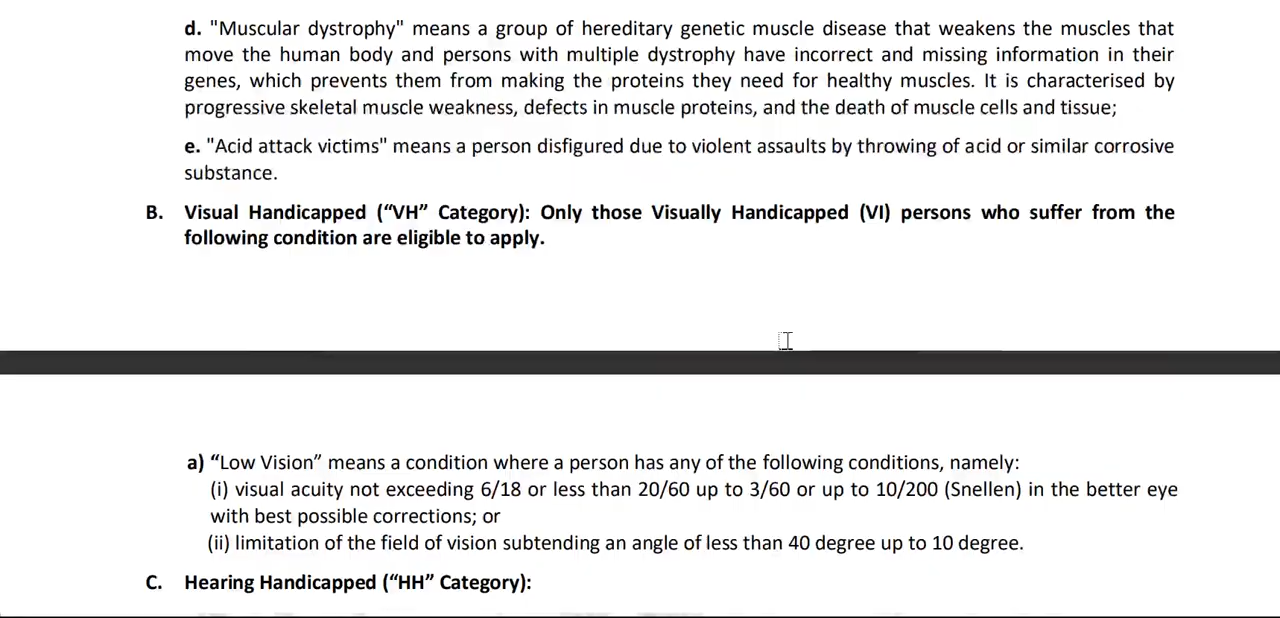 d. "Muscular dystrophy" means a group of hereditary genetic muscle disease that weakens the muscles that
move the human body and persons with multiple dystrophy have incorrect and missing information in their
genes, which prevents them from making the proteins they need for healthy muscles. It is characterised by
progressive skeletal muscle weakness, defects in muscle proteins, and the death of muscle cells and tissue;
e. "Acid attack victims" means a person disfigured due to violent assaults by throwing of acid or similar corrosive
substance.
B. Visual Handicapped (“VH” Category): Only those Visually Handicapped (VI) persons who suffer from the
following condition are eligible to apply.
a) “Low Vision” means a condition where a person has any of the following conditions, namely:
(i) visual acuity not exceeding 6/18 or less than 20/60 up to 3/60 or up to 10/200 (Snellen) in the better eye
with best possible corrections; or
(ii) limitation of the field of vision subtending an angle of less than 40 degree up to 10 degree.
C. Hearing Handicapped (“HH” Category):